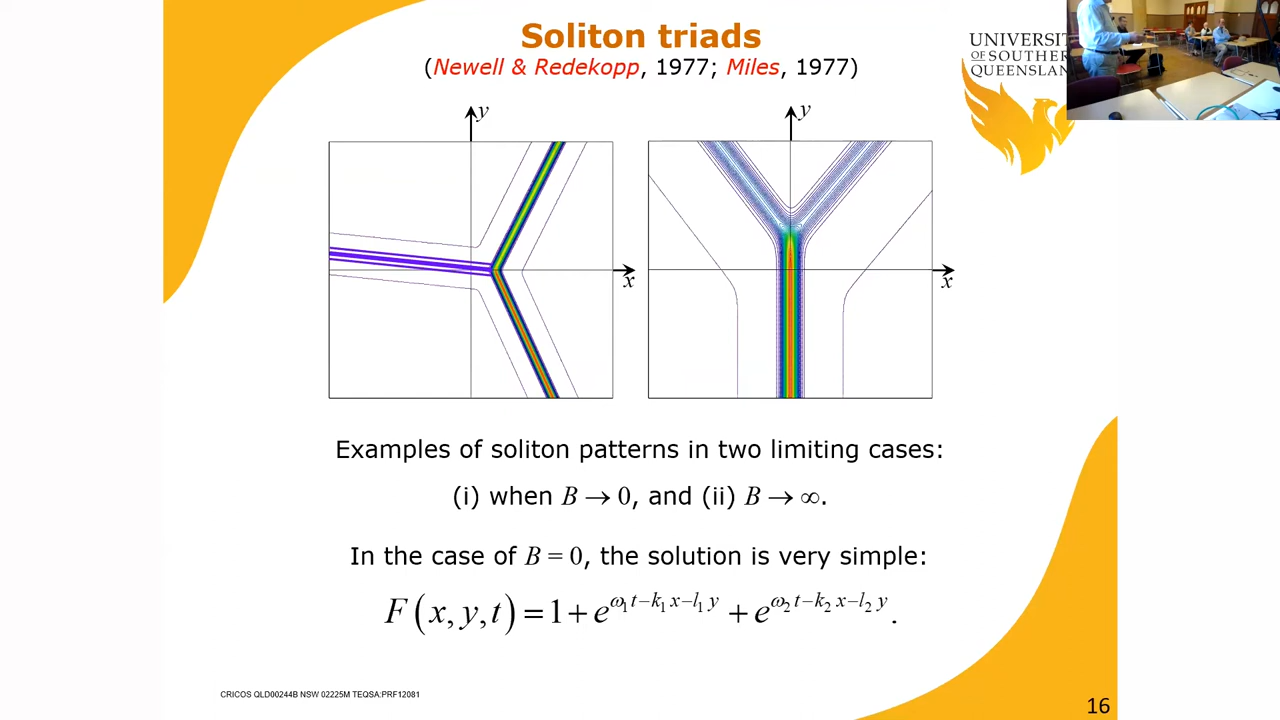 Soliton triads
(Newell & Redekopp, 1977; Miles, 1977)
UNIVERSIT
OF SOUTHER
QUEENSLAN
y
x
y
x
Examples of soliton patterns in two limiting cases:
(i) when B → 0, and (ii) B → ∞.
In the case of B = 0, the solution is very simple:
F(x, y, t) = 1 + e^{ω₁t−k₁x−l₁y} + e^{ω₂t−k₂x−l₂y}.
CRICOS QLD00244B NSW 02225M TEQSA:PRF12081
16